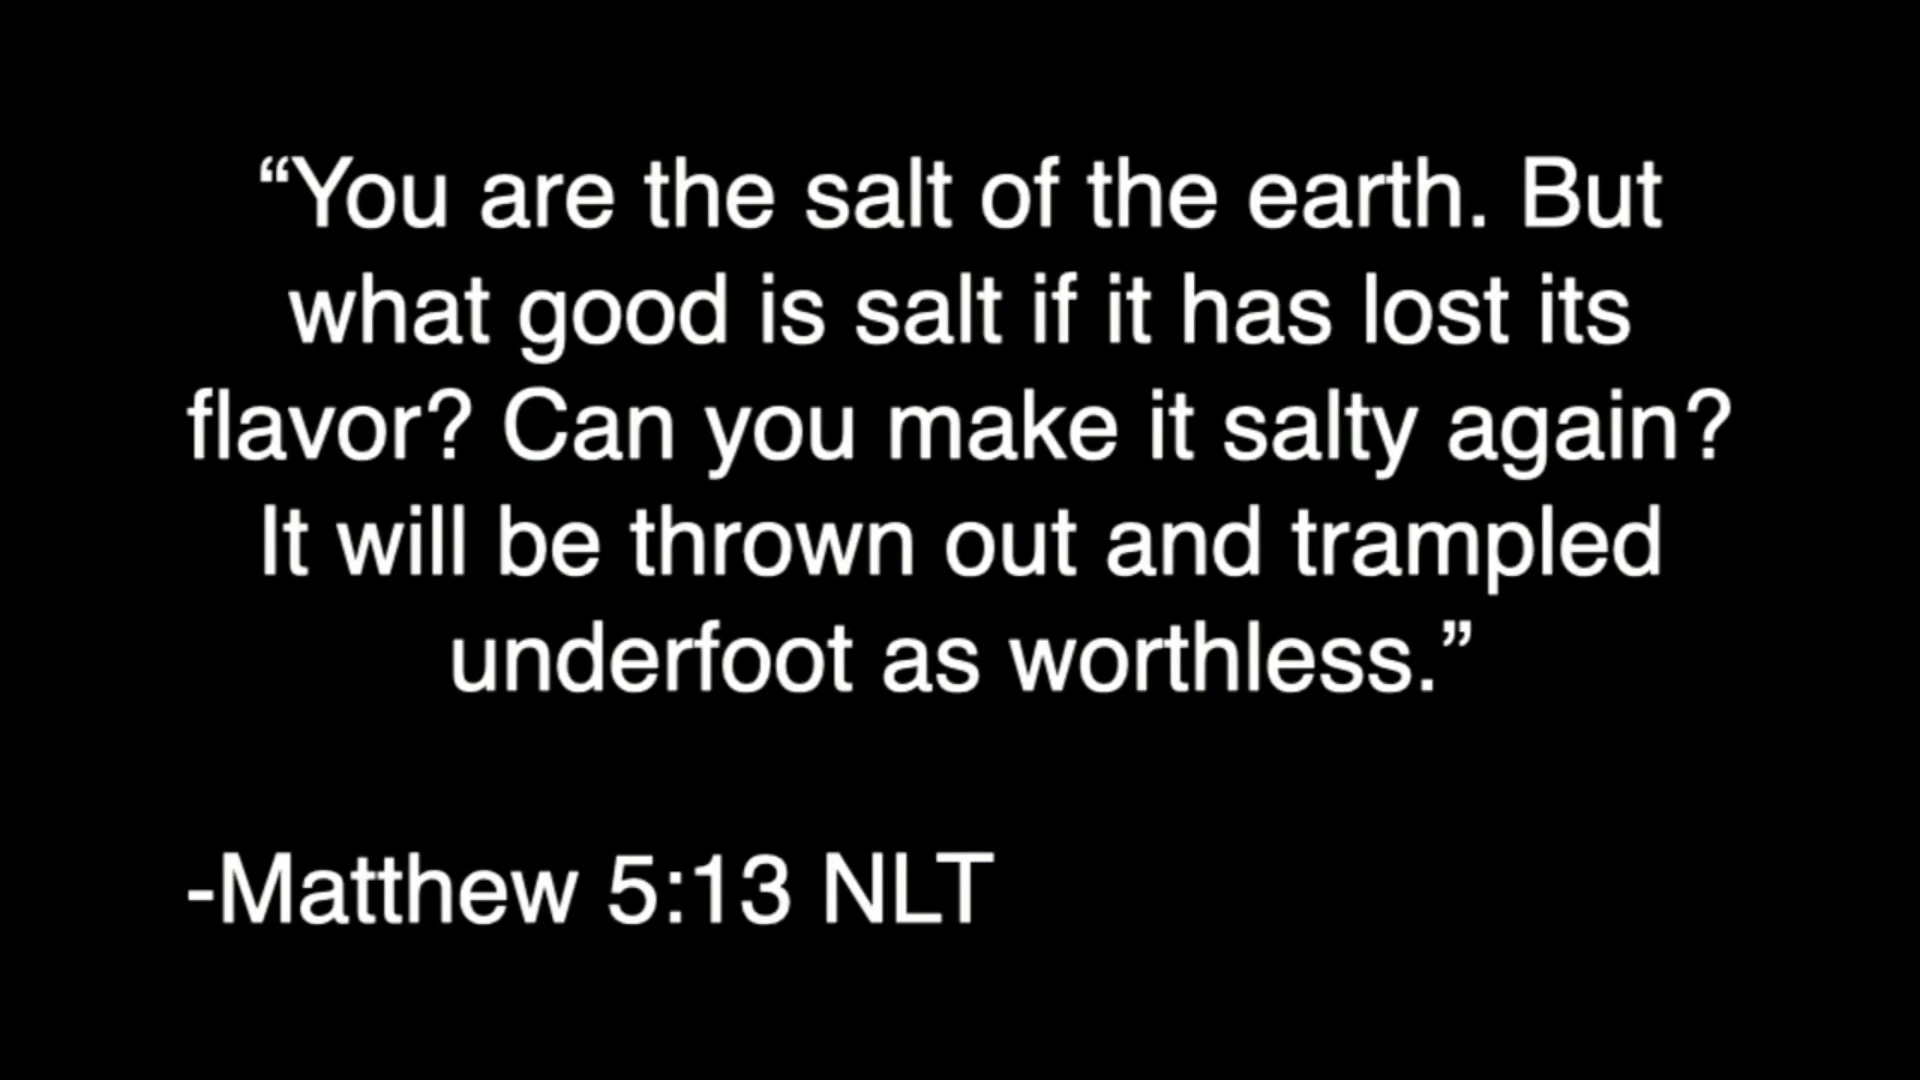 “You are the salt of the earth. But
what good is salt if it has lost its
flavor? Can you make it salty again?
It will be thrown out and trampled
underfoot as worthless.”
-Matthew 5:13 NLT